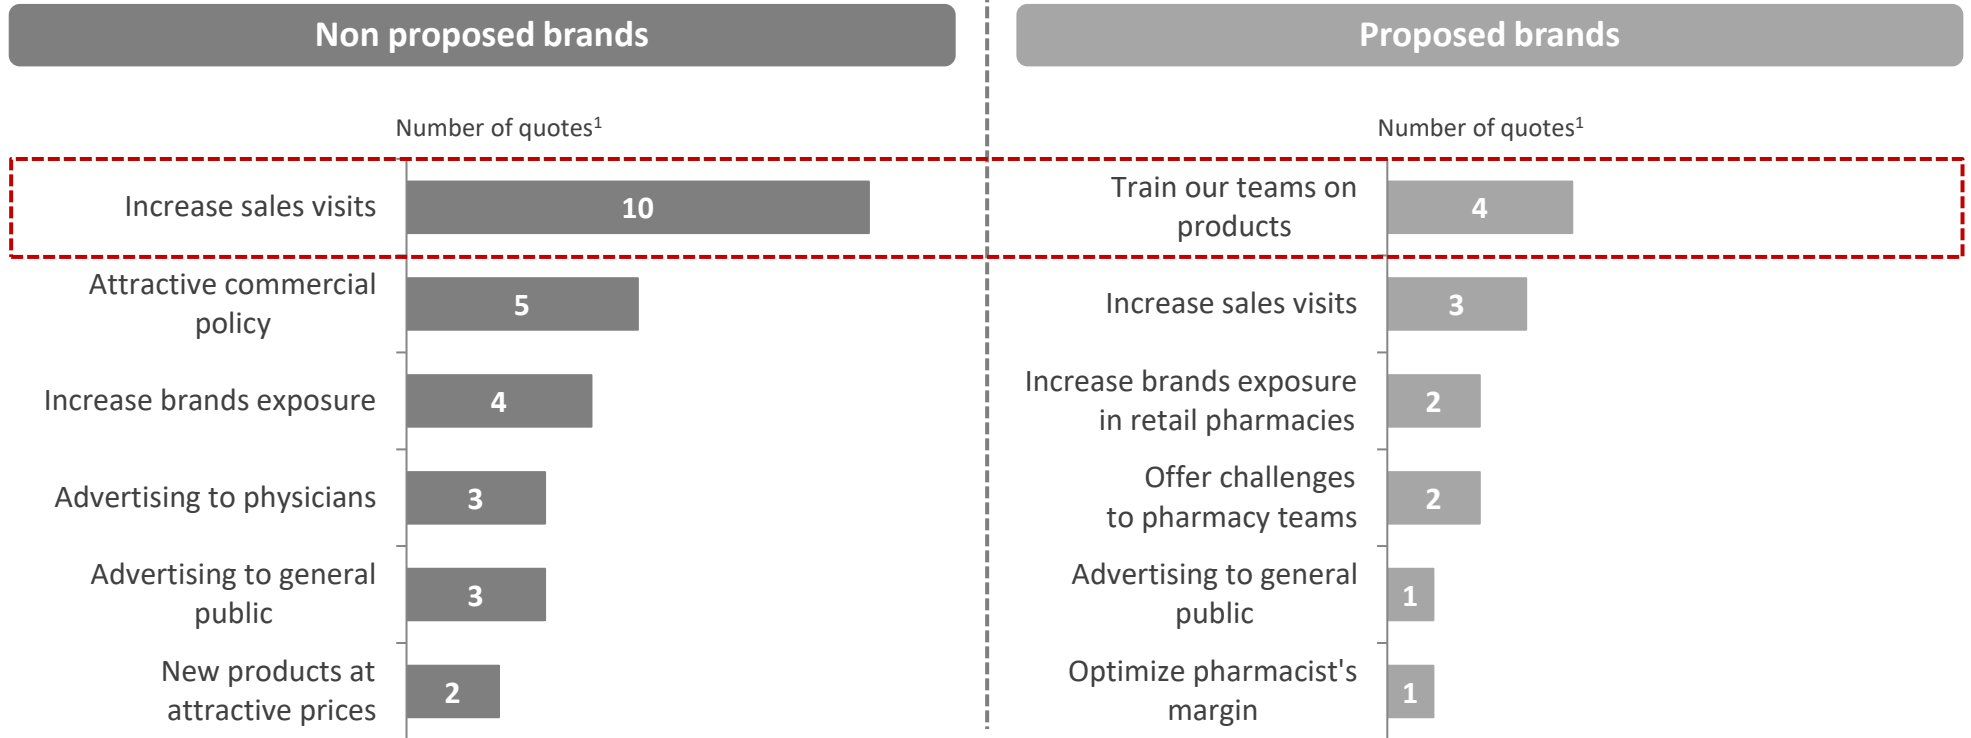 Non proposed brands
Number of quotes1
Increase sales visits
10
Attractive commercial
policy
5
Increase brands exposure
4
Advertising to physicians
3
Advertising to general
public
3
New products at
attractive prices
2
Proposed brands
Number of quotes1
Train our teams on
products
4
Increase sales visits
3
Increase brands exposure
in retail pharmacies
2
Offer challenges
to pharmacy teams
2
Advertising to general
public
1
Optimize pharmacist's
margin
1